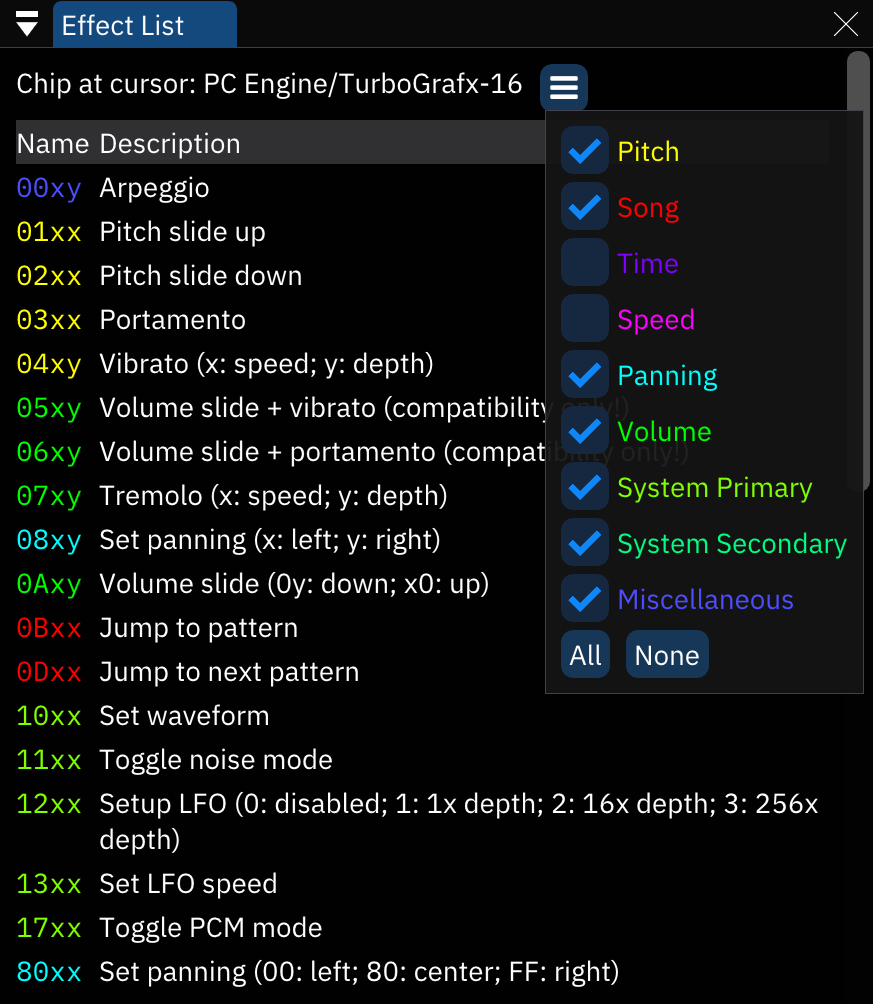 Effect List
Chip at cursor: PC Engine/TurboGrafx-16
Name Description
00xy Arpeggio
01xx Pitch slide up
02xx Pitch slide down
03xx Portamento
04xy Vibrato (x: speed; y: depth)
05xy Volume slide + vibrato (compatibility only!)
06xy Volume slide + portamento (compatibility only!)
07xy Tremolo (x: speed; y: depth)
08xy Set panning (x: left; y: right)
0Axy Volume slide (0y: down; x0: up)
0Bxx Jump to pattern
0Dxx Jump to next pattern
10xx Set waveform
11xx Toggle noise mode
12xx Setup LFO (0: disabled; 1: 1x depth; 2: 16x depth; 3: 256x
depth)
13xx Set LFO speed
17xx Toggle PCM mode
80xx Set panning (00: left; 80: center; FF: right)
Pitch
Song
Time
Speed
Panning
Volume
System Primary
System Secondary
Miscellaneous
All None